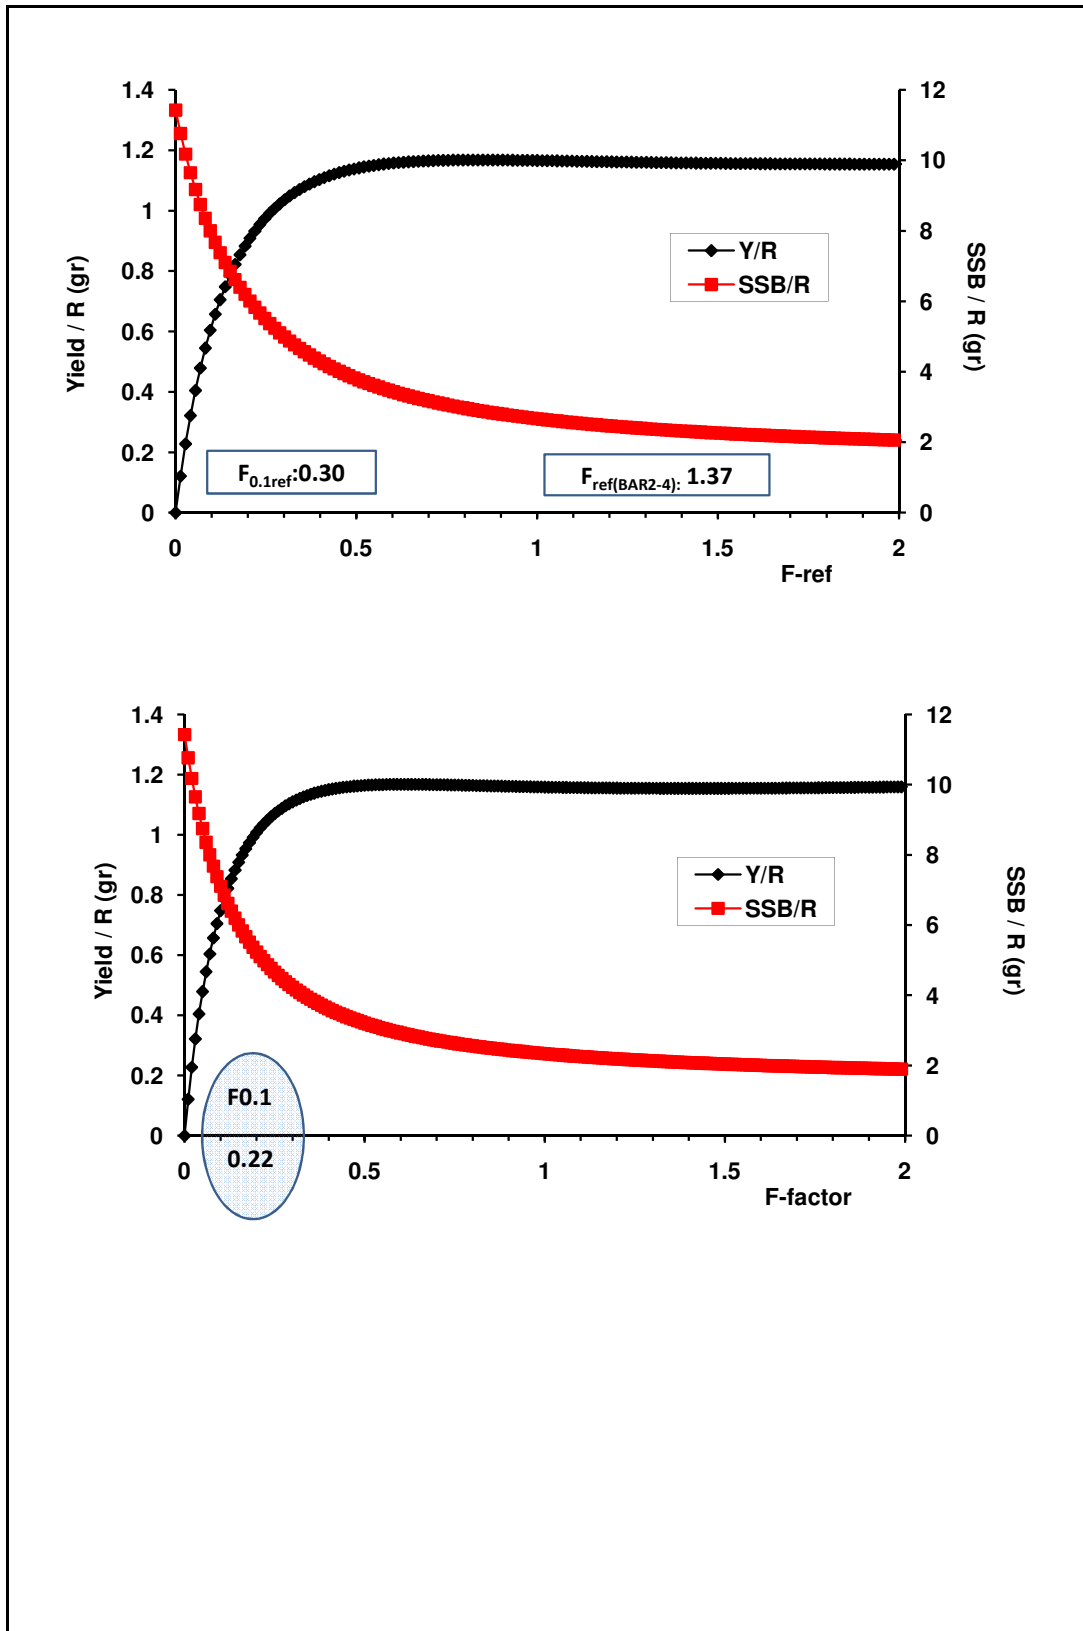 1.4
1.2
1
0.8
0.6
0.4
0.2
0
12
10
8
6
4
2
0
Yield / R (gr)
SSB / R (gr)
Y/R
SSB/R
F0.1ref:0.30
Fref(BAR2-4): 1.37
0 0.5 1 1.5 2
F-ref
1.4
1.2
1
0.8
0.6
0.4
0.2
0
12
10
8
6
4
2
0
Yield / R (gr)
SSB / R (gr)
Y/R
SSB/R
F0.1
0.22
0 0.5 1 1.5 2
F-factor